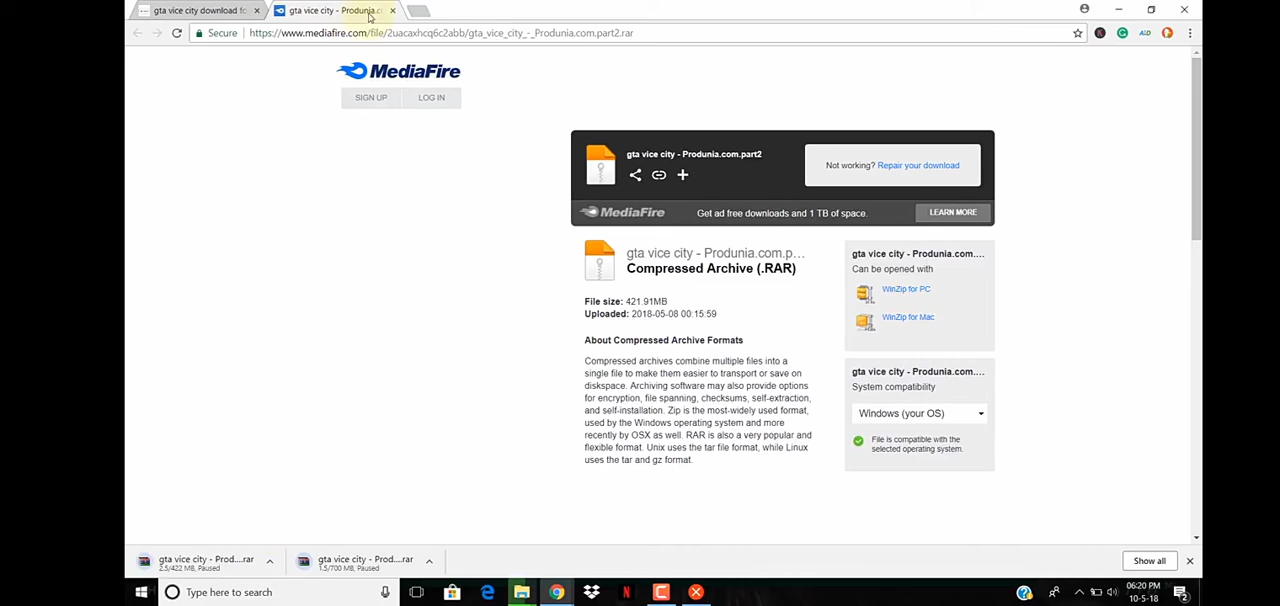 gta vice city download fo
gta vice city - Produnia.c
Secure
https://www.mediafire.com/file/2uacaxhcq6c2abb/gta_vice_city_-_Produnia.com.part2.rar
MediaFire
SIGN UP
LOG IN
gta vice city - Produnia.com.part2
Not working? Repair your download
MediaFire
Get ad free downloads and 1 TB of space.
LEARN MORE
gta vice city - Produnia.com.p...
Compressed Archive (.RAR)
File size: 421.91MB
Uploaded: 2018-05-08 00:15:59
About Compressed Archive Formats
Compressed archives combine multiple files into a
single file to make them easier to transport or save on
diskspace. Archiving software may also provide options
for encryption, file spanning, checksums, self-extraction,
and self-installation. Zip is the most-widely used format,
used by the Windows operating system and more
recently by OSX as well. RAR is also a very popular and
flexible format. Unix uses the tar file format, while Linux
uses the tar and gz format.
gta vice city - Produnia.com....
Can be opened with
WinZip for PC
WinZip for Mac
gta vice city - Produnia.com....
System compatibility
Windows (your OS)
File is compatible with the
selected operating system.
gta vice city - Prod....rar
2.5/422 MB, Paused
gta vice city - Prod....rar
1.5/700 MB, Paused
Show all
Type here to search
06:20 PM
10-5-18
2